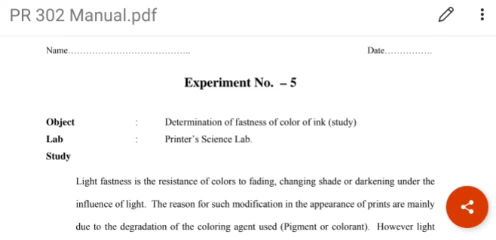 PR 302 Manual.pdf
Name........................................ Date................
Experiment No. – 5
Object : Determination of fastness of color of ink (study)
Lab : Printer's Science Lab.
Study
Light fastness is the resistance of colors to fading, changing shade or darkening under the
influence of light. The reason for such modification in the appearance of prints are mainly
due to the degradation of the coloring agent used (Pigment or colorant). However light